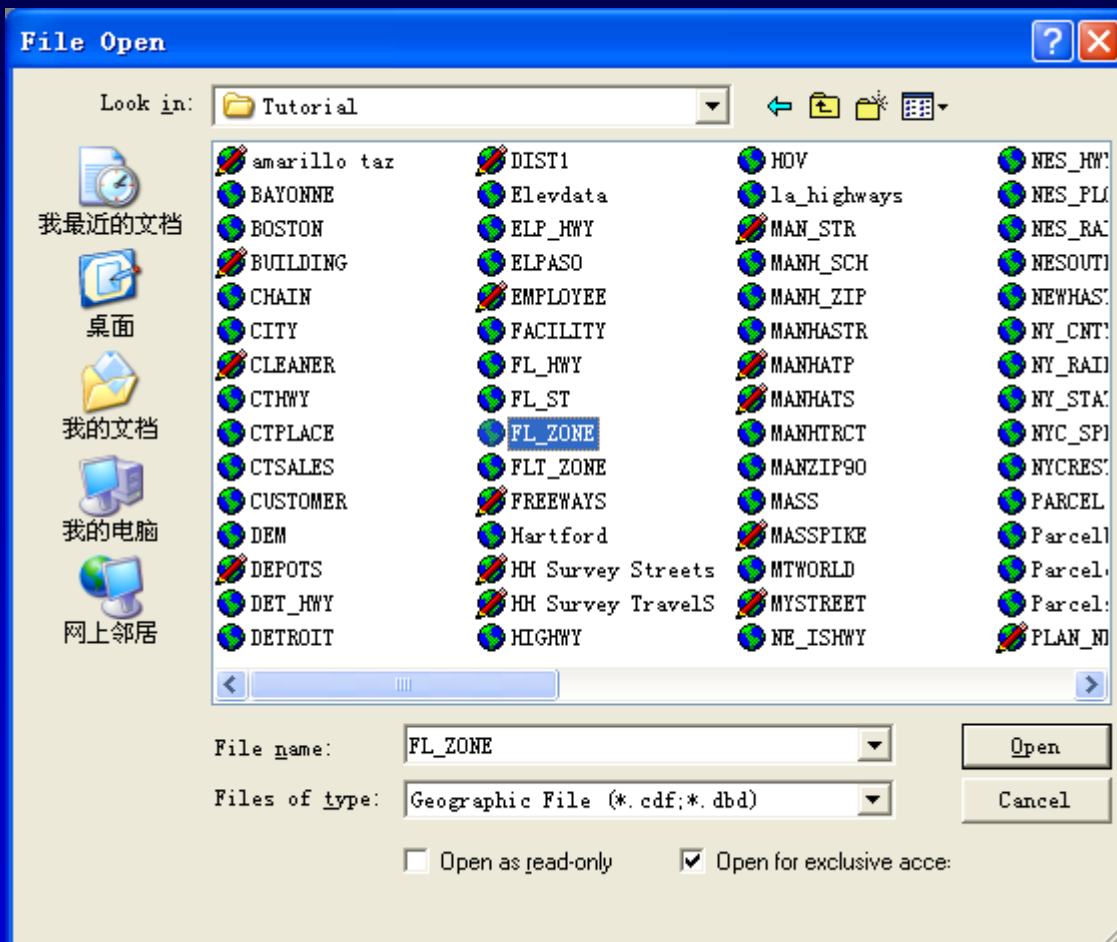 File Open
Look in:
Tutorial
我最近的文档
桌面
我的文档
我的电脑
网上邻居
amarillo taz
BAYONNE
BOSTON
BUILDING
CHAIN
CITY
CLEANER
CTHWY
CTPLACE
CTSALES
CUSTOMER
DEM
DEPOTS
DET_HWY
DETROIT
DIST1
Elevdata
ELP_HWY
ELPASO
EMPLOYEE
FACILITY
FL_HWY
FL_ST
FL_ZONE
FLT_ZONE
FREEWAYS
Hartford
HH Survey Streets
HH Survey TravelS
HIGHWY
HOV
la_highways
MAN_STR
MANH_SCH
MANH_ZIP
MANHASTR
MANHATP
MANHATS
MANHTRCT
MANZIP90
MASS
MASSPIKE
MTWORLD
MYSTREET
NE_ISHWY
PARCEL
File name:
FL_ZONE
Open
Files of type:
Geographic File (*.cdf;*.dbd)
Cancel
Open as read-only
Open for exclusive